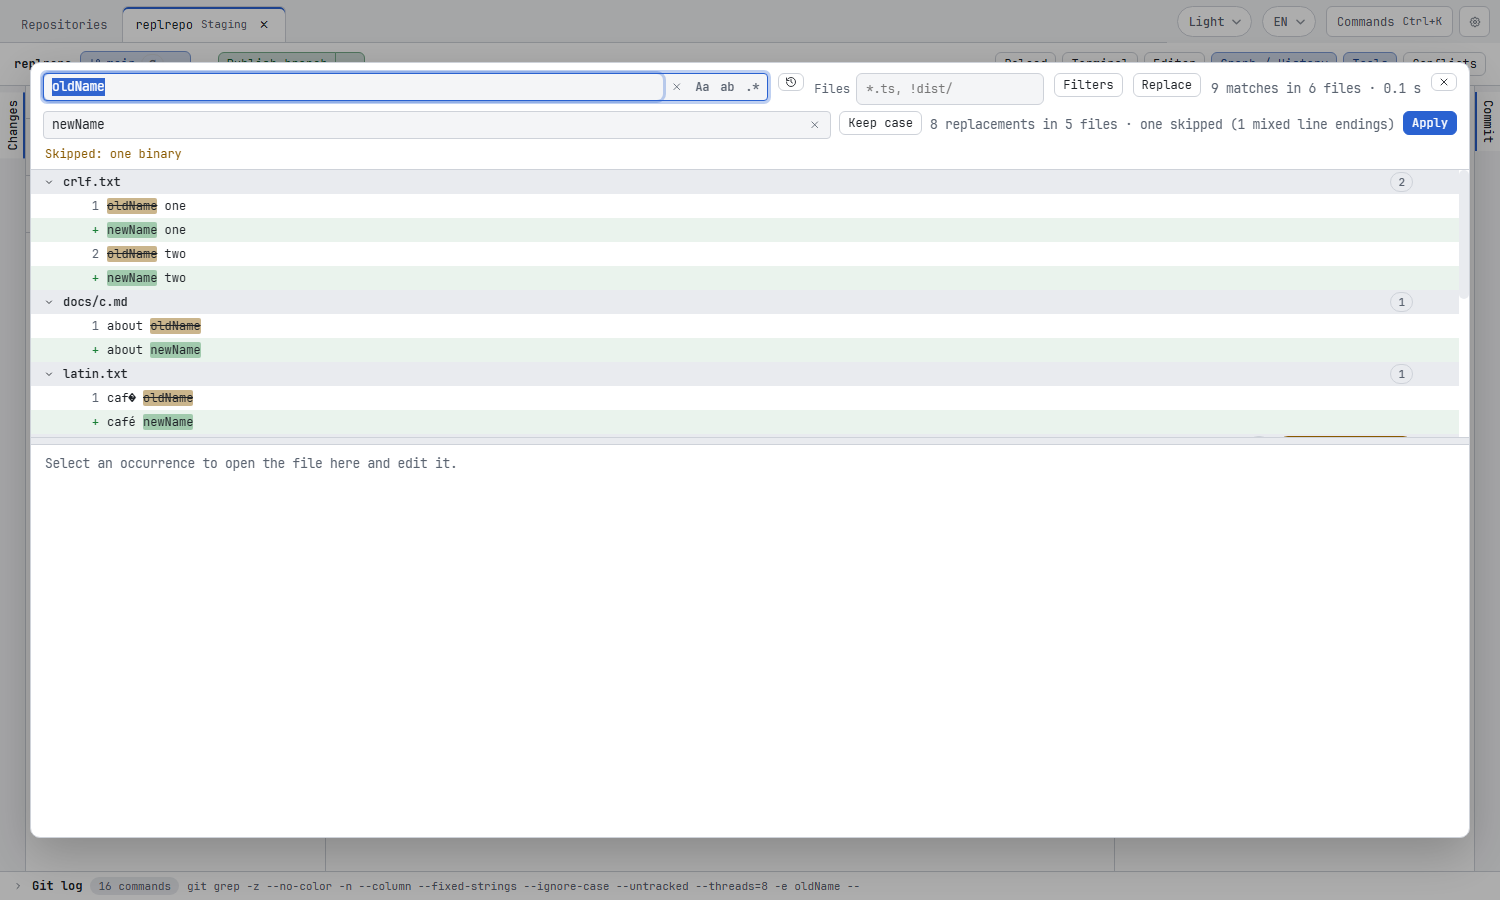 Repositories
replrepo Staging ×
Light
EN
Commands Ctrl+K
oldName
× Aa ab .*
Files *.ts, !dist/
Filters
Replace
9 matches in 6 files · 0.1 s
×
newName ×
Keep case
8 replacements in 5 files · one skipped (1 mixed line endings)
Apply
Skipped: one binary
Changes
Commit
crlf.txt 2
1 oldName one
+ newName one
2 oldName two
+ newName two
docs/c.md 1
1 about oldName
+ about newName
latin.txt 1
1 caf� oldName
+ café newName
Select an occurrence to open the file here and edit it.
Git log 16 commands git grep -z --no-color -n --column --fixed-strings --ignore-case --untracked --threads=8 -e oldName --